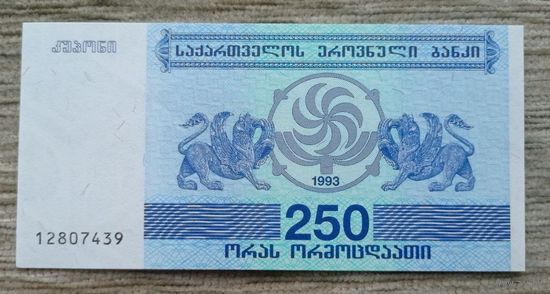 კუპონი
საქართველოს ეროვნული ბანკი
1993
250
12807439
ორას ორმოცდაათი